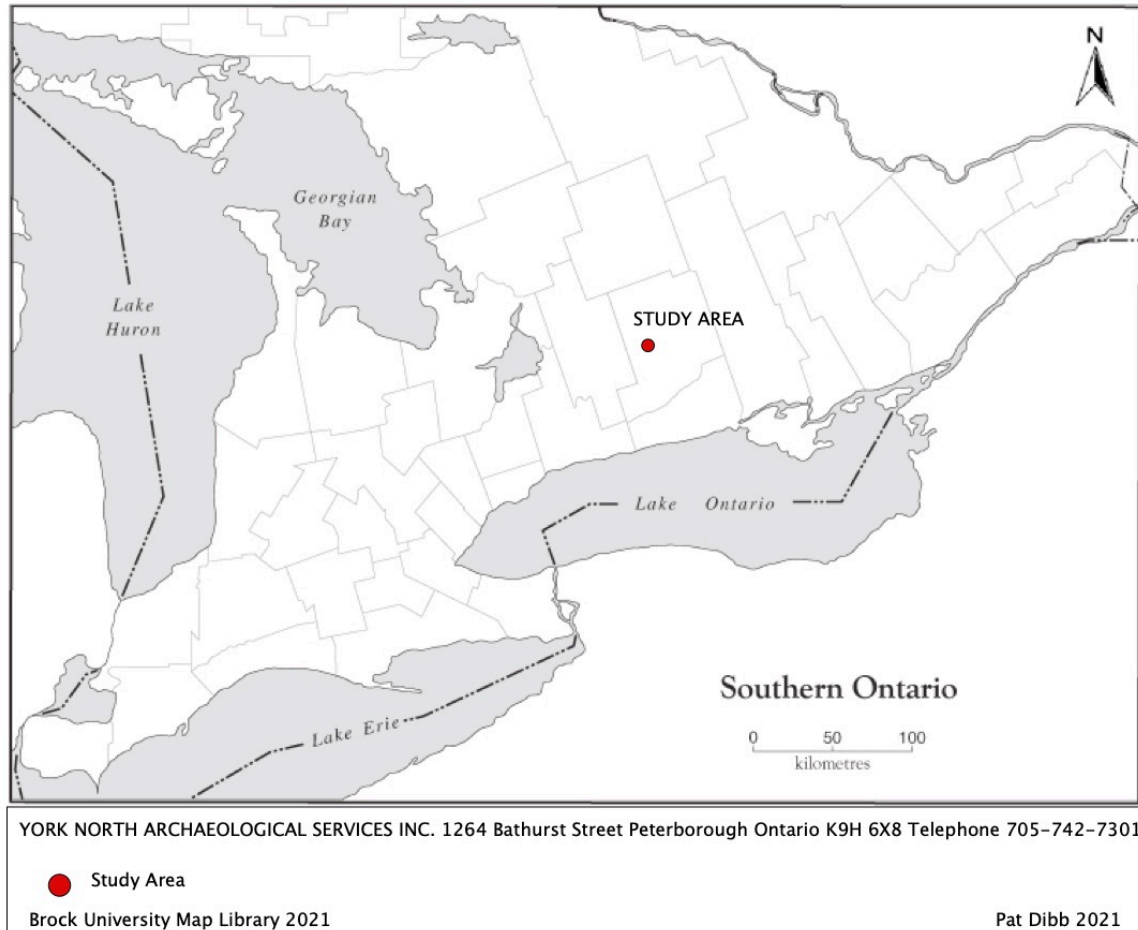 N
Georgian
Bay
Lake
Huron
STUDY AREA
Lake Ontario
Southern Ontario
Lake Erie
0 50 100
kilometres
YORK NORTH ARCHAEOLOGICAL SERVICES INC. 1264 Bathurst Street Peterborough Ontario K9H 6X8 Telephone 705-742-7301
Study Area
Brock University Map Library 2021
Pat Dibb 2021